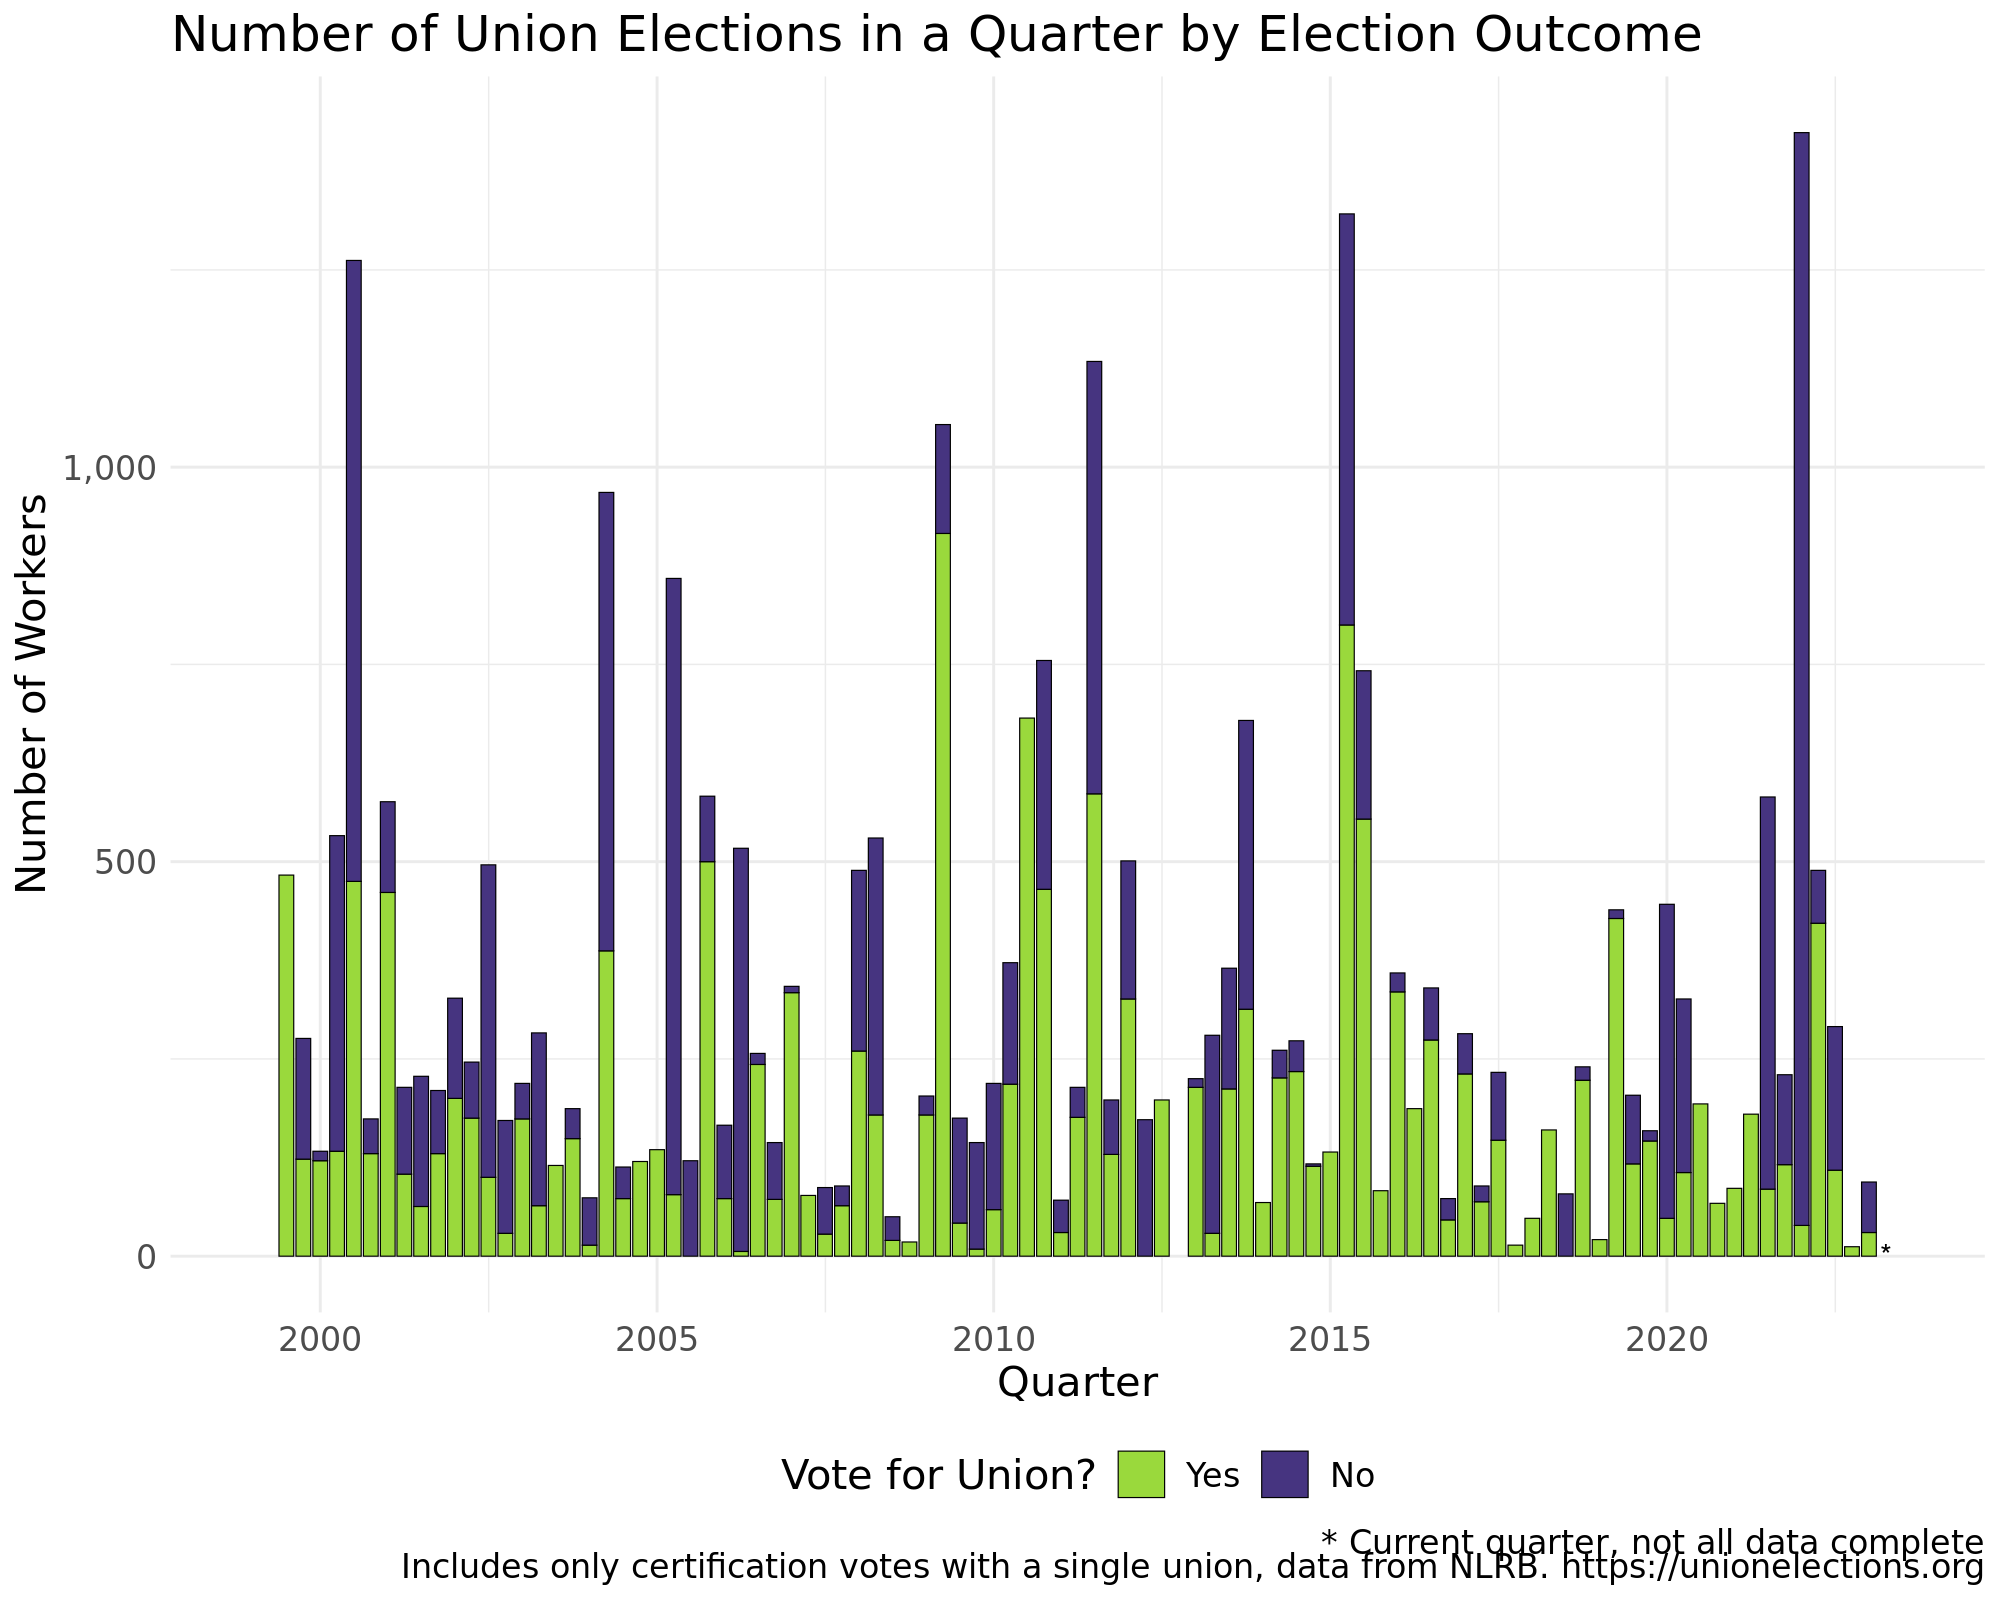 Number of Union Elections in a Quarter by Election Outcome
Number of Workers
1,000
500
0
*
2000 2005 2010 2015 2020
Quarter
Vote for Union? Yes No
* Current quarter, not all data complete
Includes only certification votes with a single union, data from NLRB. https://unionelections.org